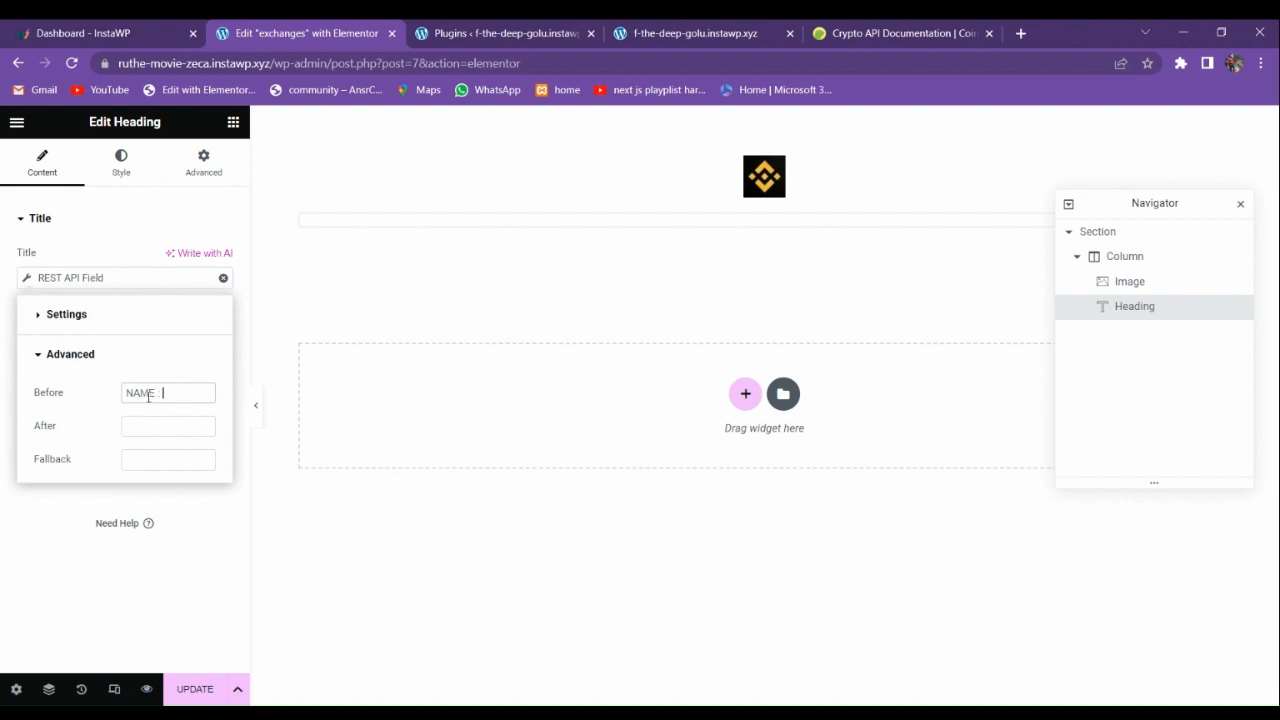 Dashboard - InstaWP
Edit "exchanges" with Elementor
Plugins ‹ f-the-deep-golu.instaw
f-the-deep-golu.instawp.xyz
Crypto API Documentation | Coi
ruthe-movie-zeca.instawp.xyz/wp-admin/post.php?post=7&action=elementor
Gmail
YouTube
Edit with Elementor...
community – AnsrC...
Maps
WhatsApp
home
next js playplist har...
Home | Microsoft 3...
Edit Heading
Content
Style
Advanced
Title
Title
Write with AI
REST API Field
Settings
Advanced
Before
NAME :
After
Fallback
Need Help
UPDATE
Drag widget here
Navigator
Section
Column
Image
Heading